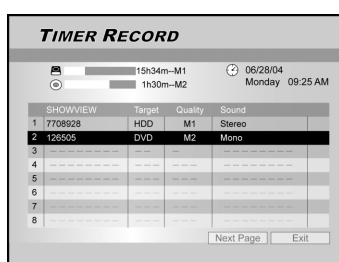 TIMER RECORD
15h34m--M1 06/28/04
1h30m--M2 Monday 09:25 AM
SHOWVIEW Target Quality Sound
1 7708928 HDD M1 Stereo
2 126505 DVD M2 Mono
3 -------- -- - --------
4 -------- -- --- --------
5 -------- -- --- --------
6 -------- -- --- --------
7 -------- -- --- --------
8 -------- -- --- --------
Next Page Exit